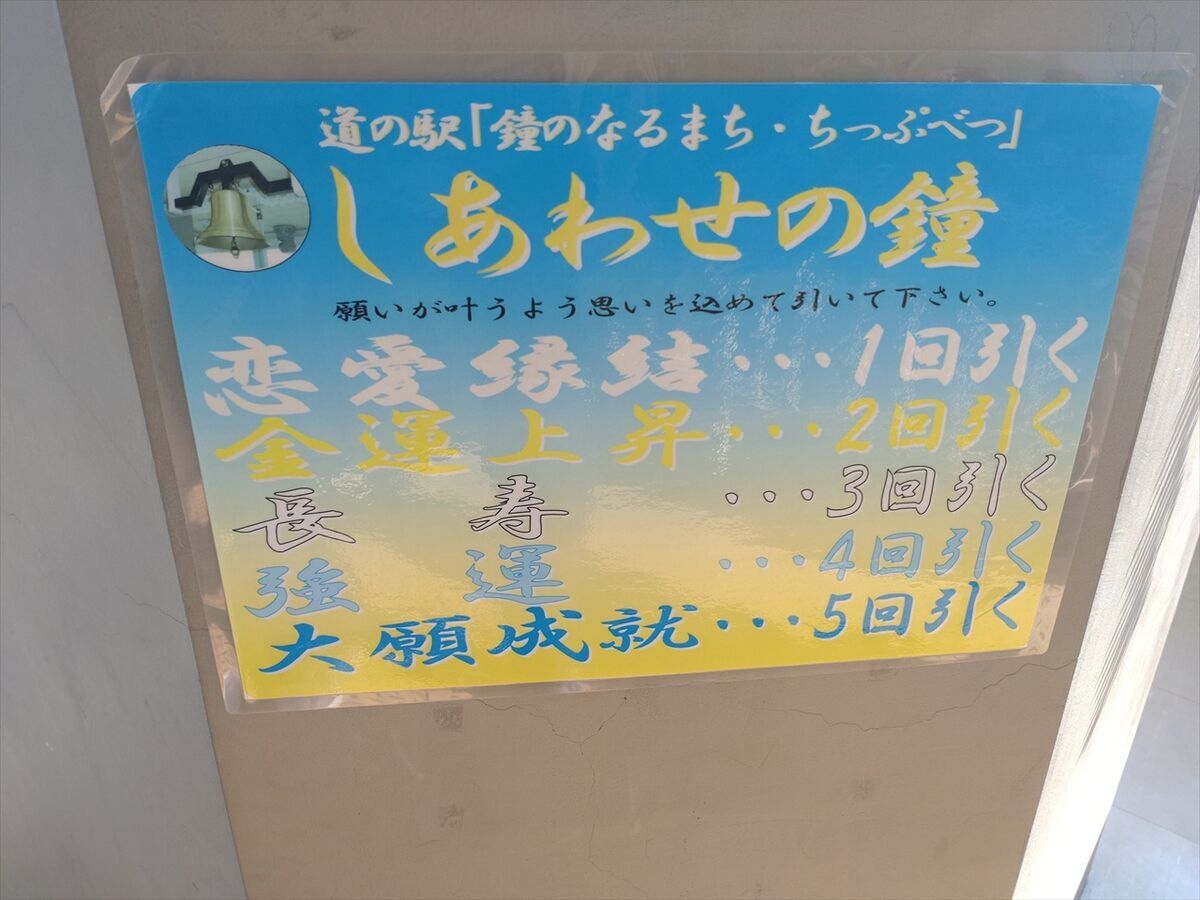 道の駅「鐘のなるまち・ちっぷべつ」
しあわせの鐘
願いが叶うよう思いを込めて引いて下さい。
恋愛縁結・・・1回引く
金運上昇・・・2回引く
長寿・・・3回引く
強運・・・4回引く
大願成就・・・5回引く